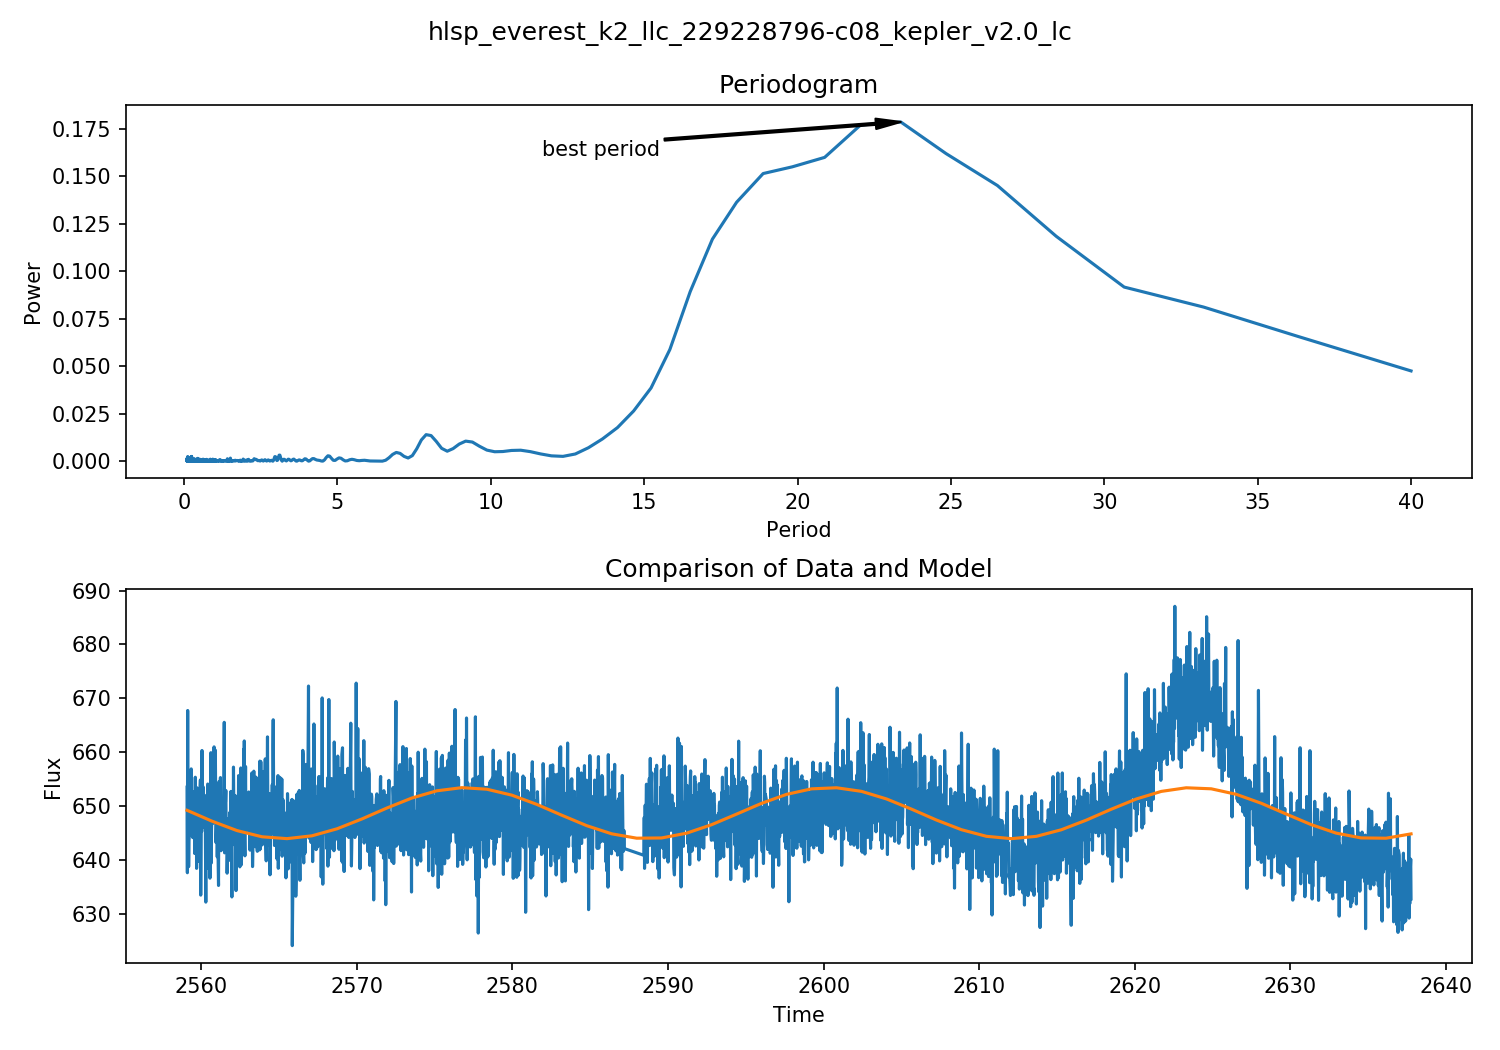 hlsp_everest_k2_llc_229228796-c08_kepler_v2.0_lc
Periodogram
0.175
0.150
0.125
0.100
0.075
0.050
0.025
0.000
Power
best period
0 5 10 15 20 25 30 35 40
Period
Comparison of Data and Model
690
680
670
660
650
640
630
Flux
2560 2570 2580 2590 2600 2610 2620 2630 2640
Time